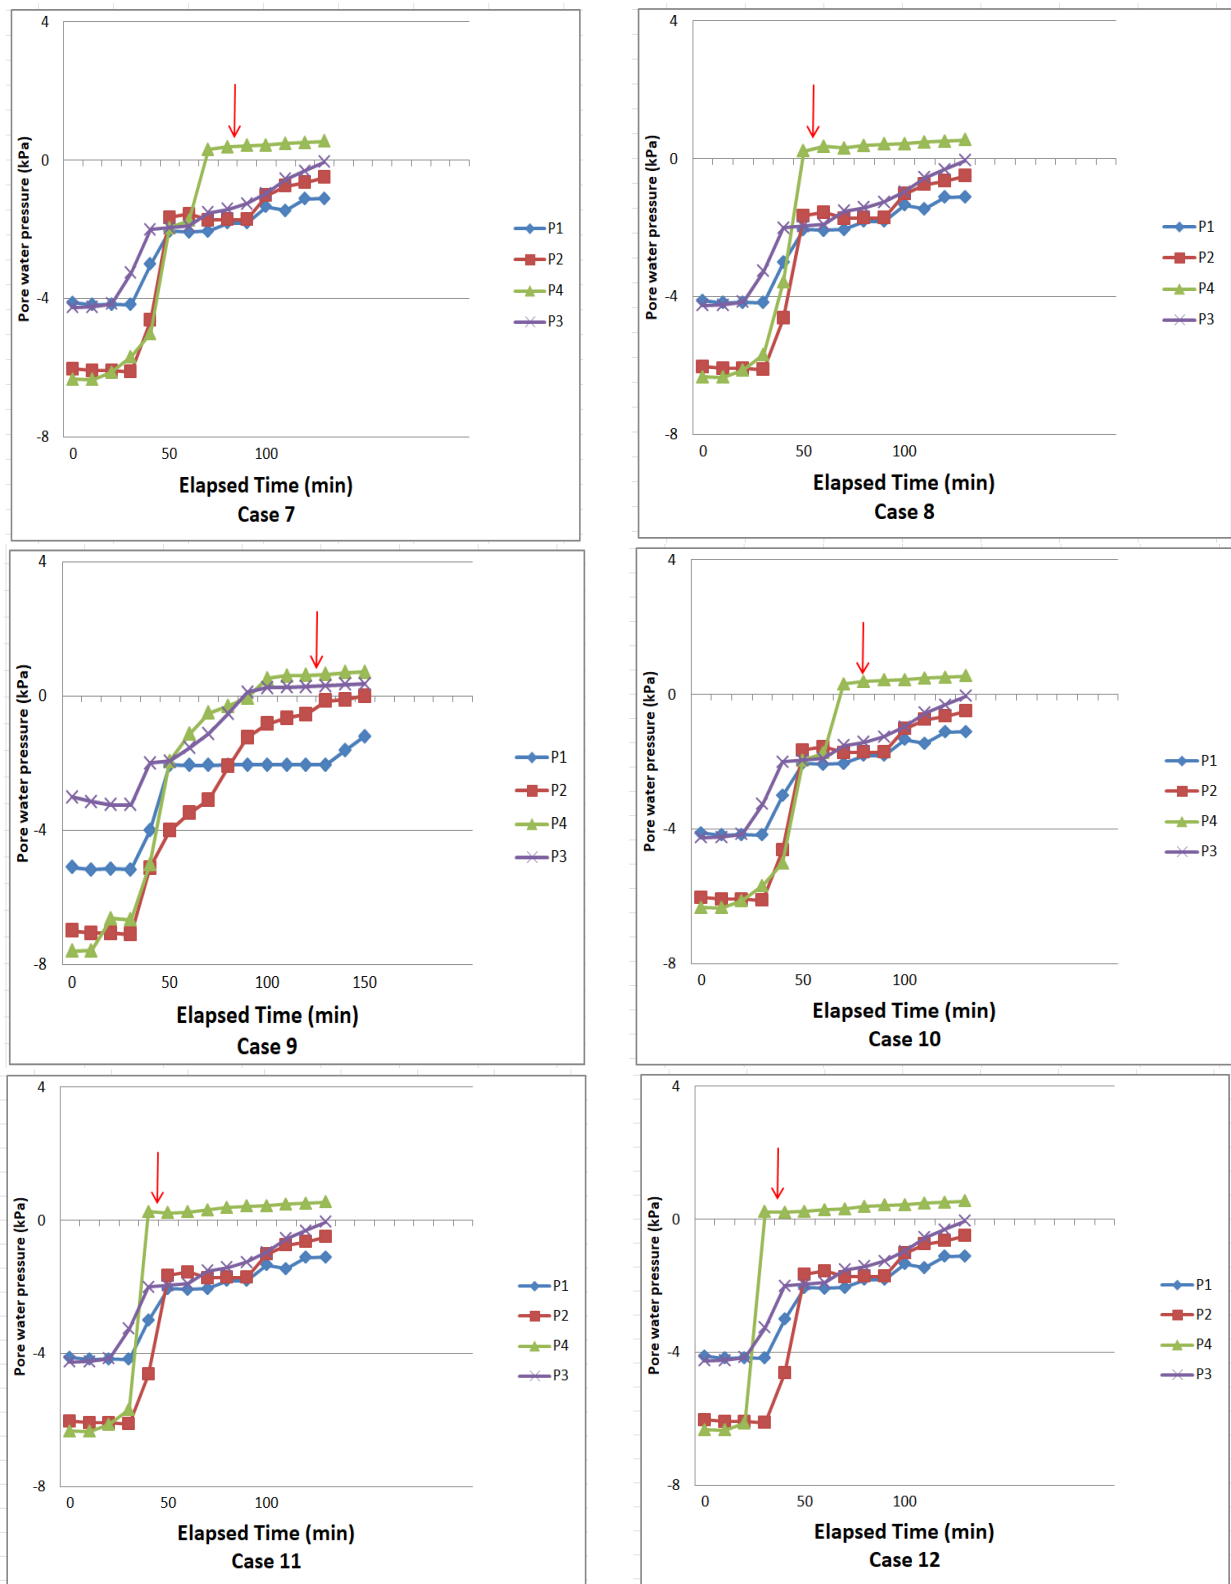 4
0
-4
-8
Pore water pressure (kPa)
0 50 100
Elapsed Time (min)
Case 7
P1
P2
P4
P3
4
0
-4
-8
Pore water pressure (kPa)
0 50 100
Elapsed Time (min)
Case 8
P1
P2
P4
P3
4
0
-4
-8
Pore water pressure (kPa)
0 50 100 150
Elapsed Time (min)
Case 9
P1
P2
P4
P3
4
0
-4
-8
Pore water pressure (kPa)
0 50 100
Elapsed Time (min)
Case 10
P1
P2
P4
P3
4
0
-4
-8
Pore water pressure (kPa)
0 50 100
Elapsed Time (min)
Case 11
P1
P2
P4
P3
4
0
-4
-8
Pore water pressure (kPa)
0 50 100
Elapsed Time (min)
Case 12
P1
P2
P4
P3